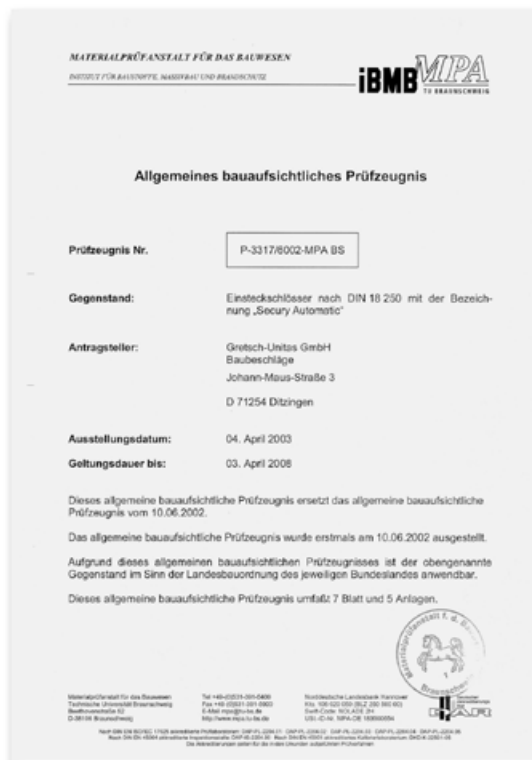 MATERIALPRÜFANSTALT FÜR DAS BAUWESEN
INSTITUT FÜR BAUSTOFFE, MASSIVBAU UND BRANDSCHUTZ
iBMB MPA
TU BRAUNSCHWEIG
Allgemeines bauaufsichtliches Prüfzeugnis
Prüfzeugnis Nr. P-3317/6002-MPA BS
Gegenstand: Einsteckschlösser nach DIN 18 250 mit der Bezeich-
nung „Secury Automatic“
Antragsteller: Gretsch-Unitas GmbH
Baubeschläge
Johann-Maus-Straße 3
D 71254 Ditzingen
Ausstellungsdatum: 04. April 2003
Geltungsdauer bis: 03. April 2008
Dieses allgemeine bauaufsichtliche Prüfzeugnis ersetzt das allgemeine bauaufsichtliche
Prüfzeugnis vom 10.06.2002.
Das allgemeine bauaufsichtliche Prüfzeugnis wurde erstmals am 10.06.2002 ausgestellt.
Aufgrund dieses allgemeinen bauaufsichtlichen Prüfzeugnisses ist der obengenannte
Gegenstand im Sinn der Landesbauordnung des jeweiligen Bundeslandes anwendbar.
Dieses allgemeine bauaufsichtliche Prüfzeugnis umfaßt 7 Blatt und 5 Anlagen.
Materialprüfanstalt f. d.
Braunschweig
Materialprüfanstalt für das Bauwesen
Technische Universität Braunschweig
Beethovenstraße 52
D-38106 Braunschweig
Norddeutsche Landesbank Hannover